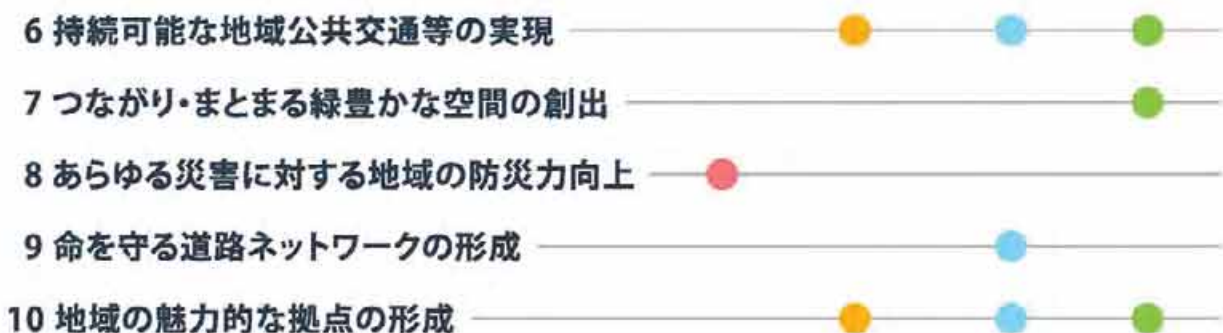 6 持続可能な地域公共交通等の実現
7 つながり・まとまる緑豊かな空間の創出
8 あらゆる災害に対する地域の防災力向上
9 命を守る道路ネットワークの形成
10 地域の魅力的な拠点の形成